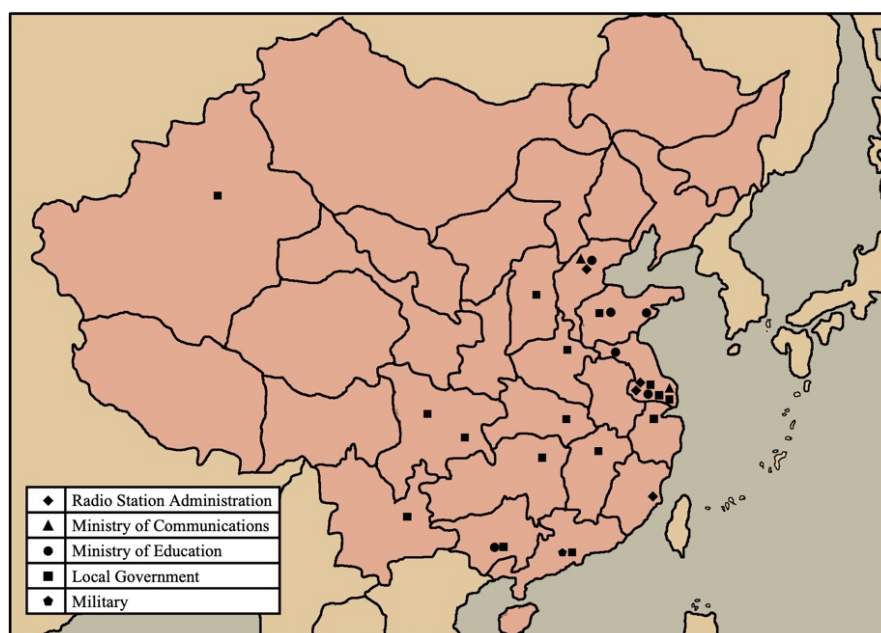 Radio Station Administration
Ministry of Communications
Ministry of Education
Local Government
Military